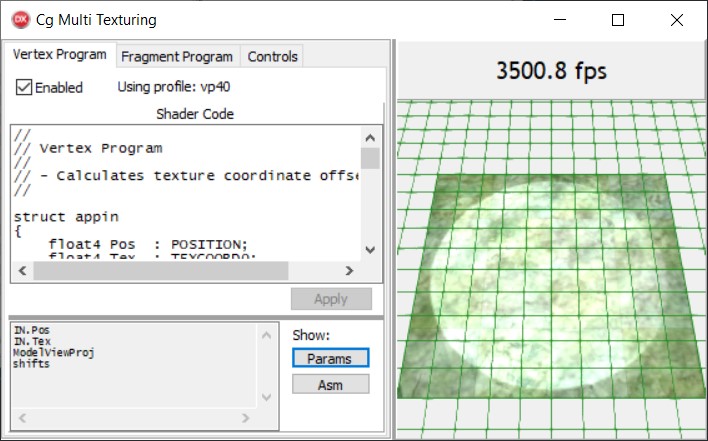 DX Cg Multi Texturing
Vertex Program Fragment Program Controls
Enabled Using profile: vp40
Shader Code
//
// Vertex Program
//
// - Calculates texture coordinate offse
//
struct appin
{
float4 Pos : POSITION;
float4 Tex : TEXCOORD0;
Apply
IN.Pos
IN.Tex
ModelViewProj
shifts
Show:
Params
Asm
3500.8 fps